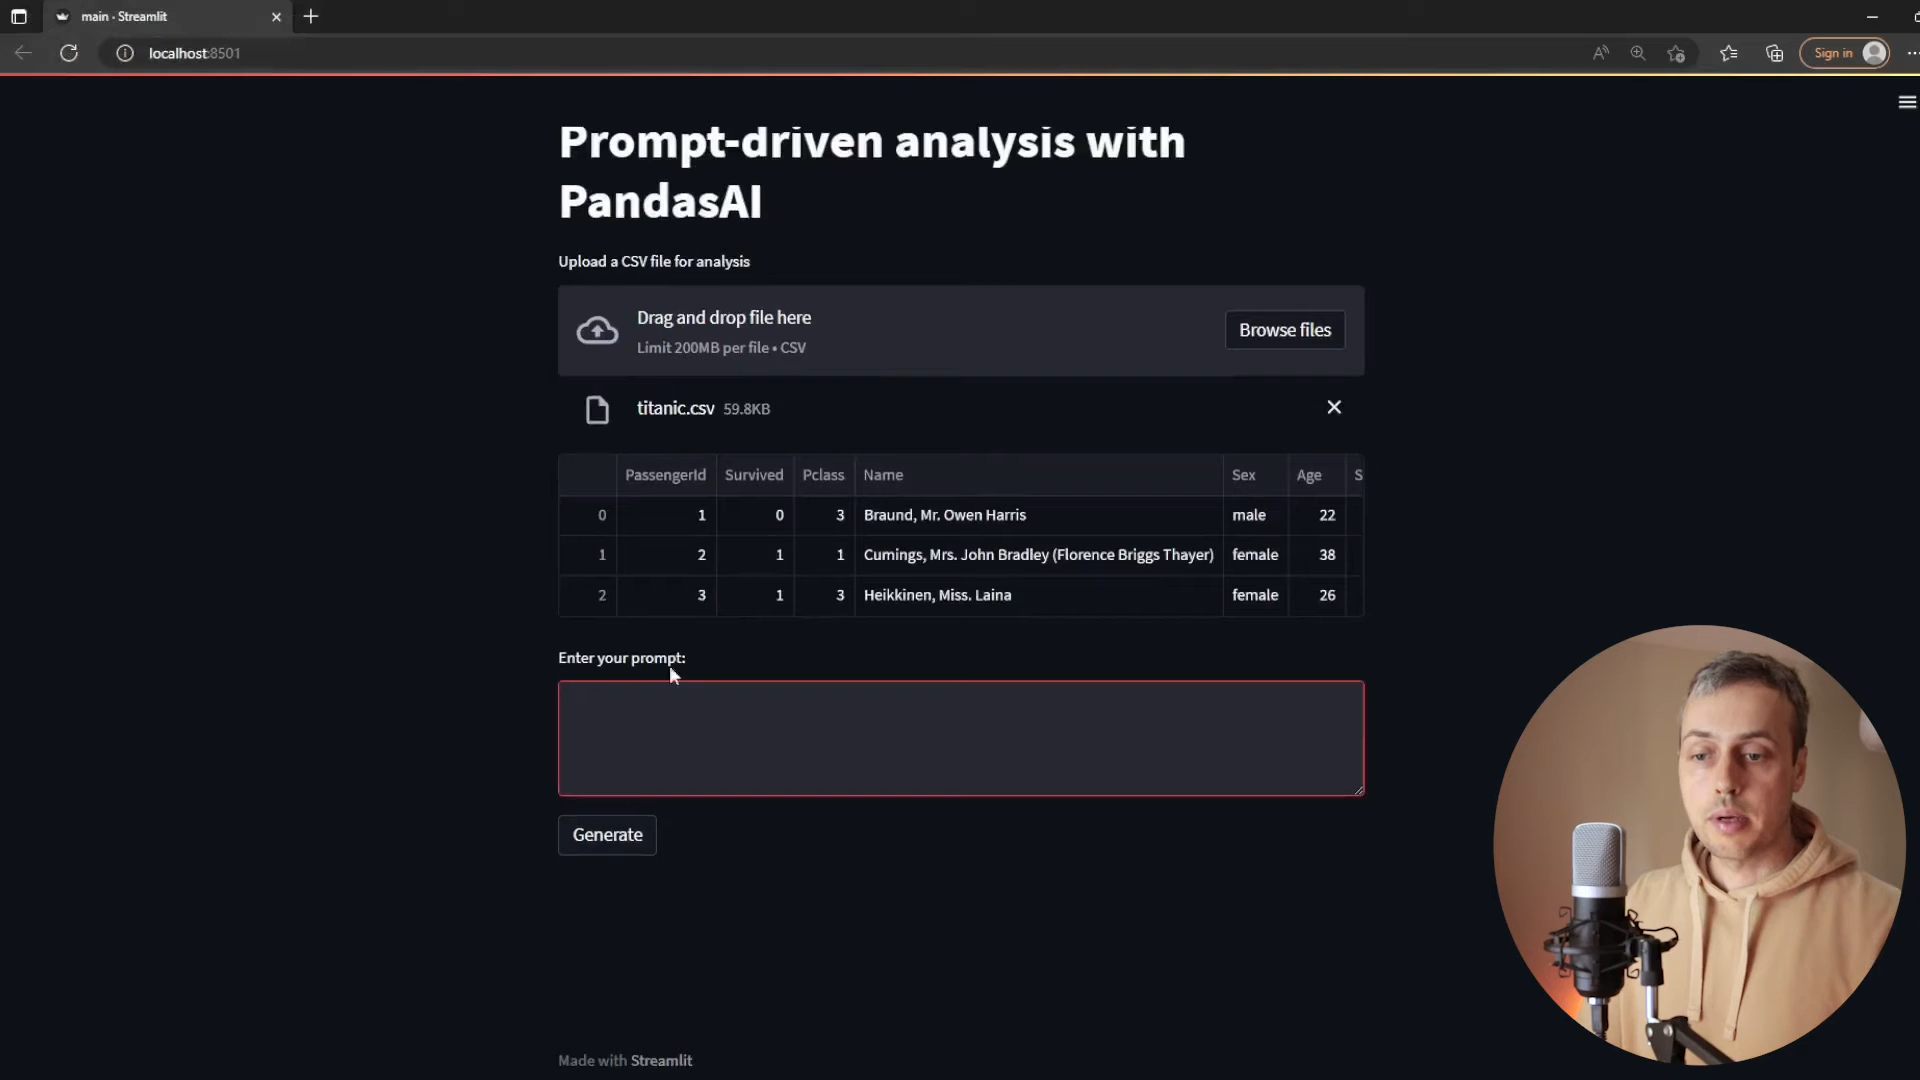 main · Streamlit
localhost:8501
Sign in
Prompt-driven analysis with
PandasAI
Upload a CSV file for analysis
Drag and drop file here
Limit 200MB per file • CSV
Browse files
titanic.csv 59.8KB
PassengerId Survived Pclass Name Sex Age S
0 1 0 3 Braund, Mr. Owen Harris male 22
1 2 1 1 Cumings, Mrs. John Bradley (Florence Briggs Thayer) female 38
2 3 1 3 Heikkinen, Miss. Laina female 26
Enter your prompt:
Generate
Made with Streamlit